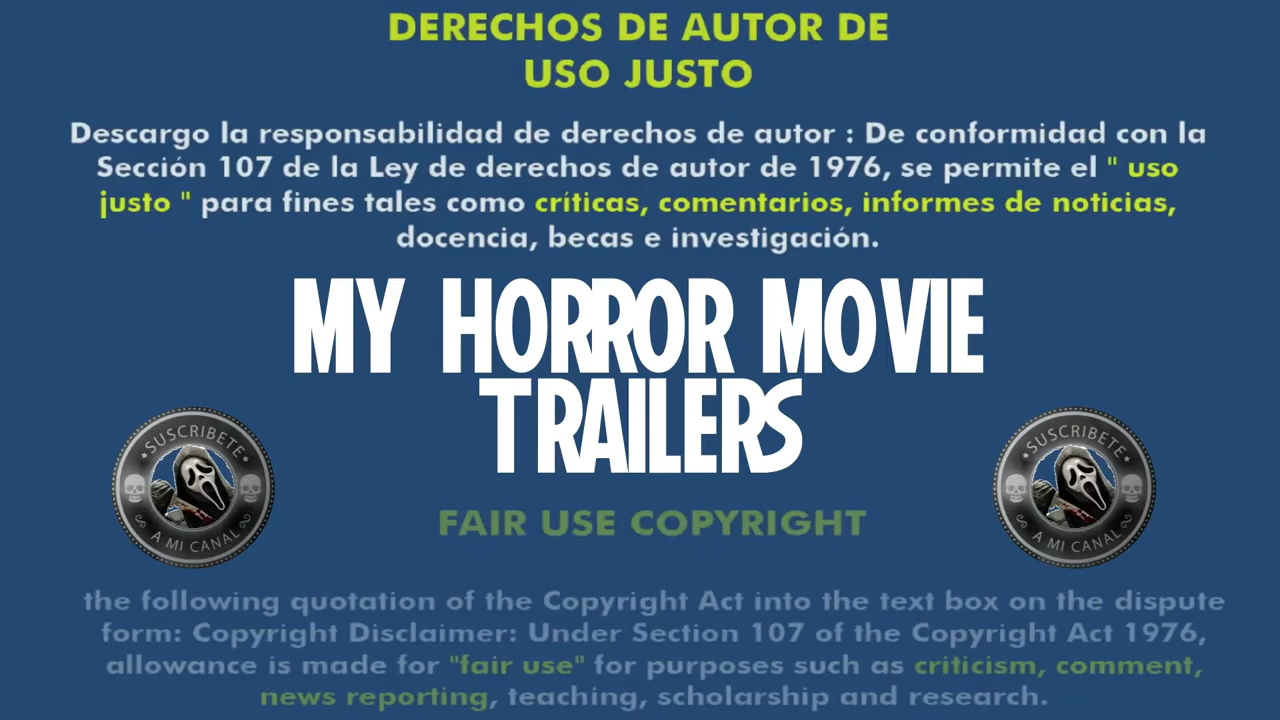 DERECHOS DE AUTOR DE
USO JUSTO
Descargo la responsabilidad de derechos de autor : De conformidad con la
Sección 107 de la Ley de derechos de autor de 1976, se permite el " uso
justo " para fines tales como críticas, comentarios, informes de noticias,
docencia, becas e investigación.
MY HORROR MOVIE
TRAILERS
SUSCRIBETE
A MI CANAL
SUSCRIBETE
A MI CANAL
FAIR USE COPYRIGHT
the following quotation of the Copyright Act into the text box on the dispute
form: Copyright Disclaimer: Under Section 107 of the Copyright Act 1976,
allowance is made for "fair use" for purposes such as criticism, comment,
news reporting, teaching, scholarship and research.